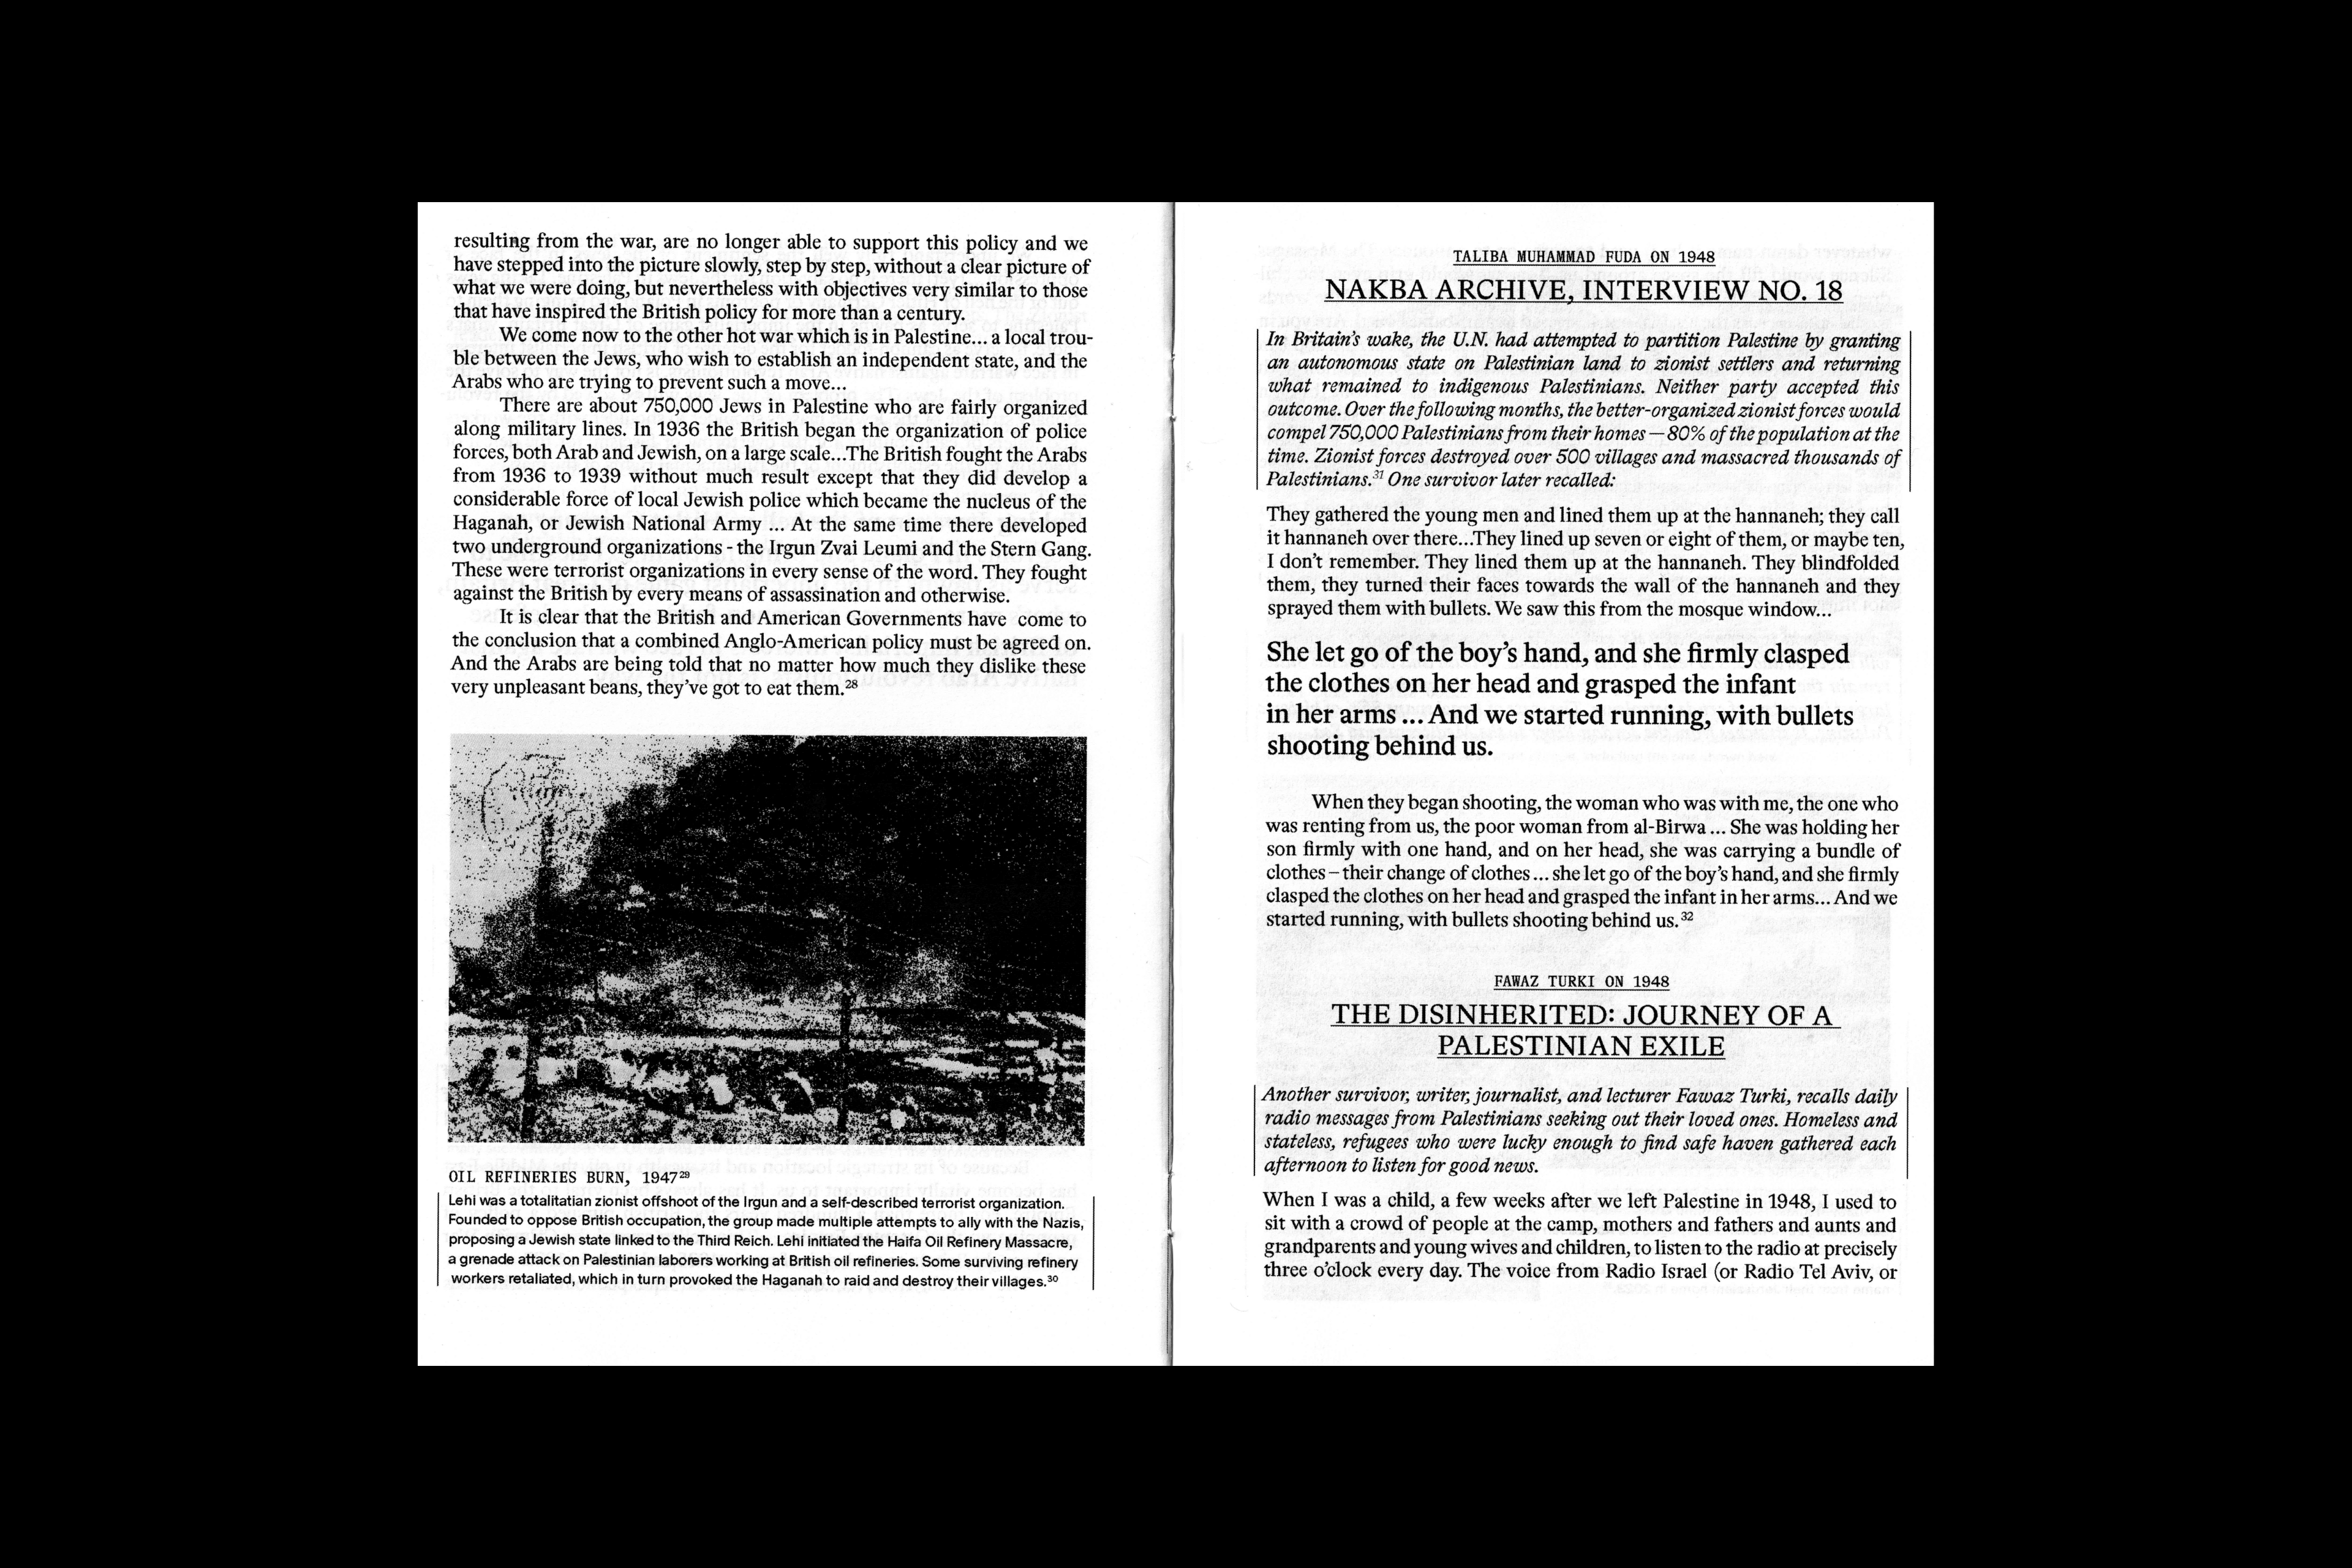 resulting from the war, are no longer able to support this policy and we
have stepped into the picture slowly, step by step, without a clear picture of
what we were doing, but nevertheless with objectives very similar to those
that have inspired the British policy for more than a century.
We come now to the other hot war which is in Palestine... a local trou-
ble between the Jews, who wish to establish an independent state, and the
Arabs who are trying to prevent such a move...
There are about 750,000 Jews in Palestine who are fairly organized
along military lines. In 1936 the British began the organization of police
forces, both Arab and Jewish, on a large scale...The British fought the Arabs
from 1936 to 1939 without much result except that they did develop a
considerable force of local Jewish police which became the nucleus of the
Haganah, or Jewish National Army ... At the same time there developed
two underground organizations - the Irgun Zvai Leumi and the Stern Gang.
These were terrorist organizations in every sense of the word. They fought
against the British by every means of assassination and otherwise.
It is clear that the British and American Governments have come to
the conclusion that a combined Anglo-American policy must be agreed on.
And the Arabs are being told that no matter how much they dislike these
very unpleasant beans, they've got to eat them.28
OIL REFINERIES BURN, 194729
Lehi was a totalitatian zionist offshoot of the Irgun and a self-described terrorist organization.
Founded to oppose British occupation, the group made multiple attempts to ally with the Nazis,
proposing a Jewish state linked to the Third Reich. Lehi initiated the Haifa Oil Refinery Massacre,
a grenade attack on Palestinian laborers working at British oil refineries. Some surviving refinery
workers retaliated, which in turn provoked the Haganah to raid and destroy their villages.30
TALIBA MUHAMMAD FUDA ON 1948
NAKBA ARCHIVE, INTERVIEW NO. 18
In Britain's wake, the U.N. had attempted to partition Palestine by granting
an autonomous state on Palestinian land to zionist settlers and returning
what remained to indigenous Palestinians. Neither party accepted this
outcome. Over the following months, the better-organized zionist forces would
compel 750,000 Palestinians from their homes — 80% of the population at the
time. Zionist forces destroyed over 500 villages and massacred thousands of
Palestinians.31 One survivor later recalled:
They gathered the young men and lined them up at the hannaneh; they call
it hannaneh over there...They lined up seven or eight of them, or maybe ten,
I don't remember. They lined them up at the hannaneh. They blindfolded
them, they turned their faces towards the wall of the hannaneh and they
sprayed them with bullets. We saw this from the mosque window...
She let go of the boy's hand, and she firmly clasped
the clothes on her head and grasped the infant
in her arms ... And we started running, with bullets
shooting behind us.
When they began shooting, the woman who was with me, the one who
was renting from us, the poor woman from al-Birwa ... She was holding her
son firmly with one hand, and on her head, she was carrying a bundle of
clothes – their change of clothes ... she let go of the boy's hand, and she firmly
clasped the clothes on her head and grasped the infant in her arms... And we
started running, with bullets shooting behind us.32
FAWAZ TURKI ON 1948
THE DISINHERITED: JOURNEY OF A
PALESTINIAN EXILE
Another survivor, writer, journalist, and lecturer Fawaz Turki, recalls daily
radio messages from Palestinians seeking out their loved ones. Homeless and
stateless, refugees who were lucky enough to find safe haven gathered each
afternoon to listen for good news.
When I was a child, a few weeks after we left Palestine in 1948, I used to
sit with a crowd of people at the camp, mothers and fathers and aunts and
grandparents and young wives and children, to listen to the radio at precisely
three o'clock every day. The voice from Radio Israel (or Radio Tel Aviv, or